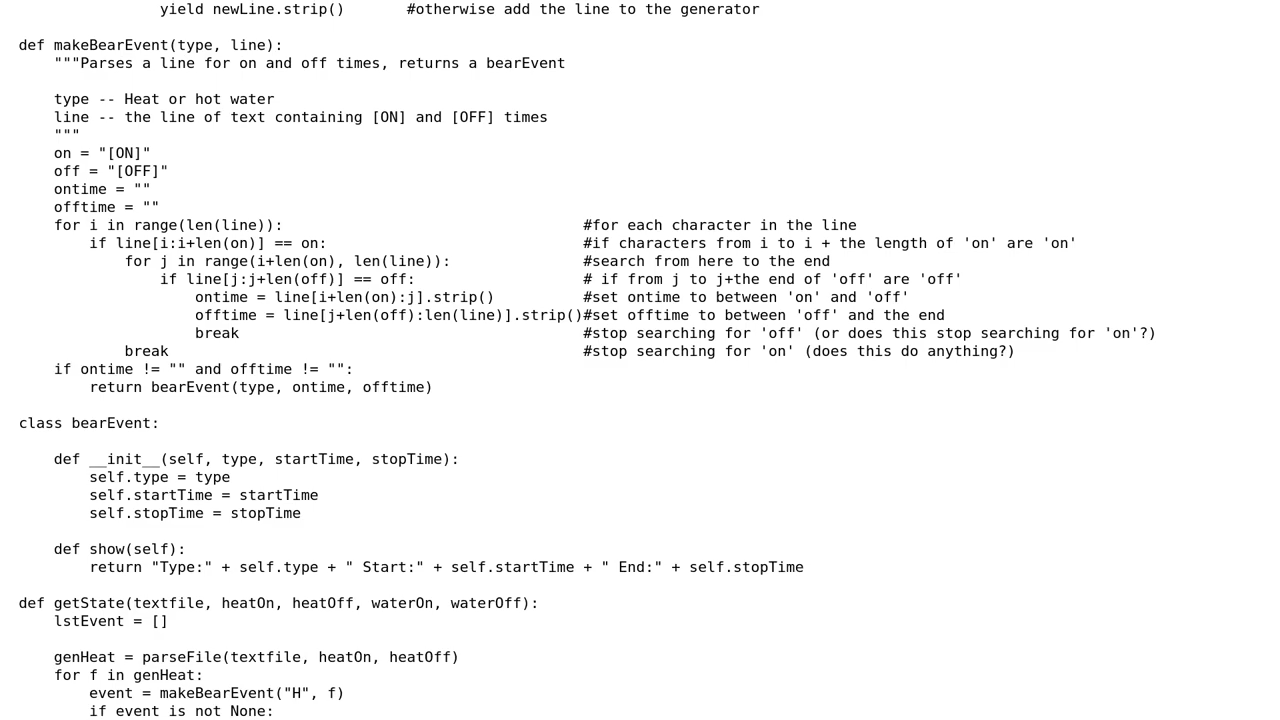 yield newLine.strip()       #otherwise add the line to the generator

def makeBearEvent(type, line):
    """Parses a line for on and off times, returns a bearEvent

    type -- Heat or hot water
    line -- the line of text containing [ON] and [OFF] times
    """
    on = "[ON]"
    off = "[OFF]"
    ontime = ""
    offtime = ""
    for i in range(len(line)):                                  #for each character in the line
        if line[i:i+len(on)] == on:                             #if characters from i to i + the length of 'on' are 'on'
            for j in range(i+len(on), len(line)):               #search from here to the end
                if line[j:j+len(off)] == off:                   # if from j to j+the end of 'off' are 'off'
                    ontime = line[i+len(on):j].strip()          #set ontime to between 'on' and 'off'
                    offtime = line[j+len(off):len(line)].strip()#set offtime to between 'off' and the end
                    break                                       #stop searching for 'off' (or does this stop searching for 'on'?)
            break                                               #stop searching for 'on' (does this do anything?)
    if ontime != "" and offtime != "":
        return bearEvent(type, ontime, offtime)

class bearEvent:

    def __init__(self, type, startTime, stopTime):
        self.type = type
        self.startTime = startTime
        self.stopTime = stopTime

    def show(self):
        return "Type:" + self.type + " Start:" + self.startTime + " End:" + self.stopTime

def getState(textfile, heatOn, heatOff, waterOn, waterOff):
    lstEvent = []

    genHeat = parseFile(textfile, heatOn, heatOff)
    for f in genHeat:
        event = makeBearEvent("H", f)
        if event is not None: